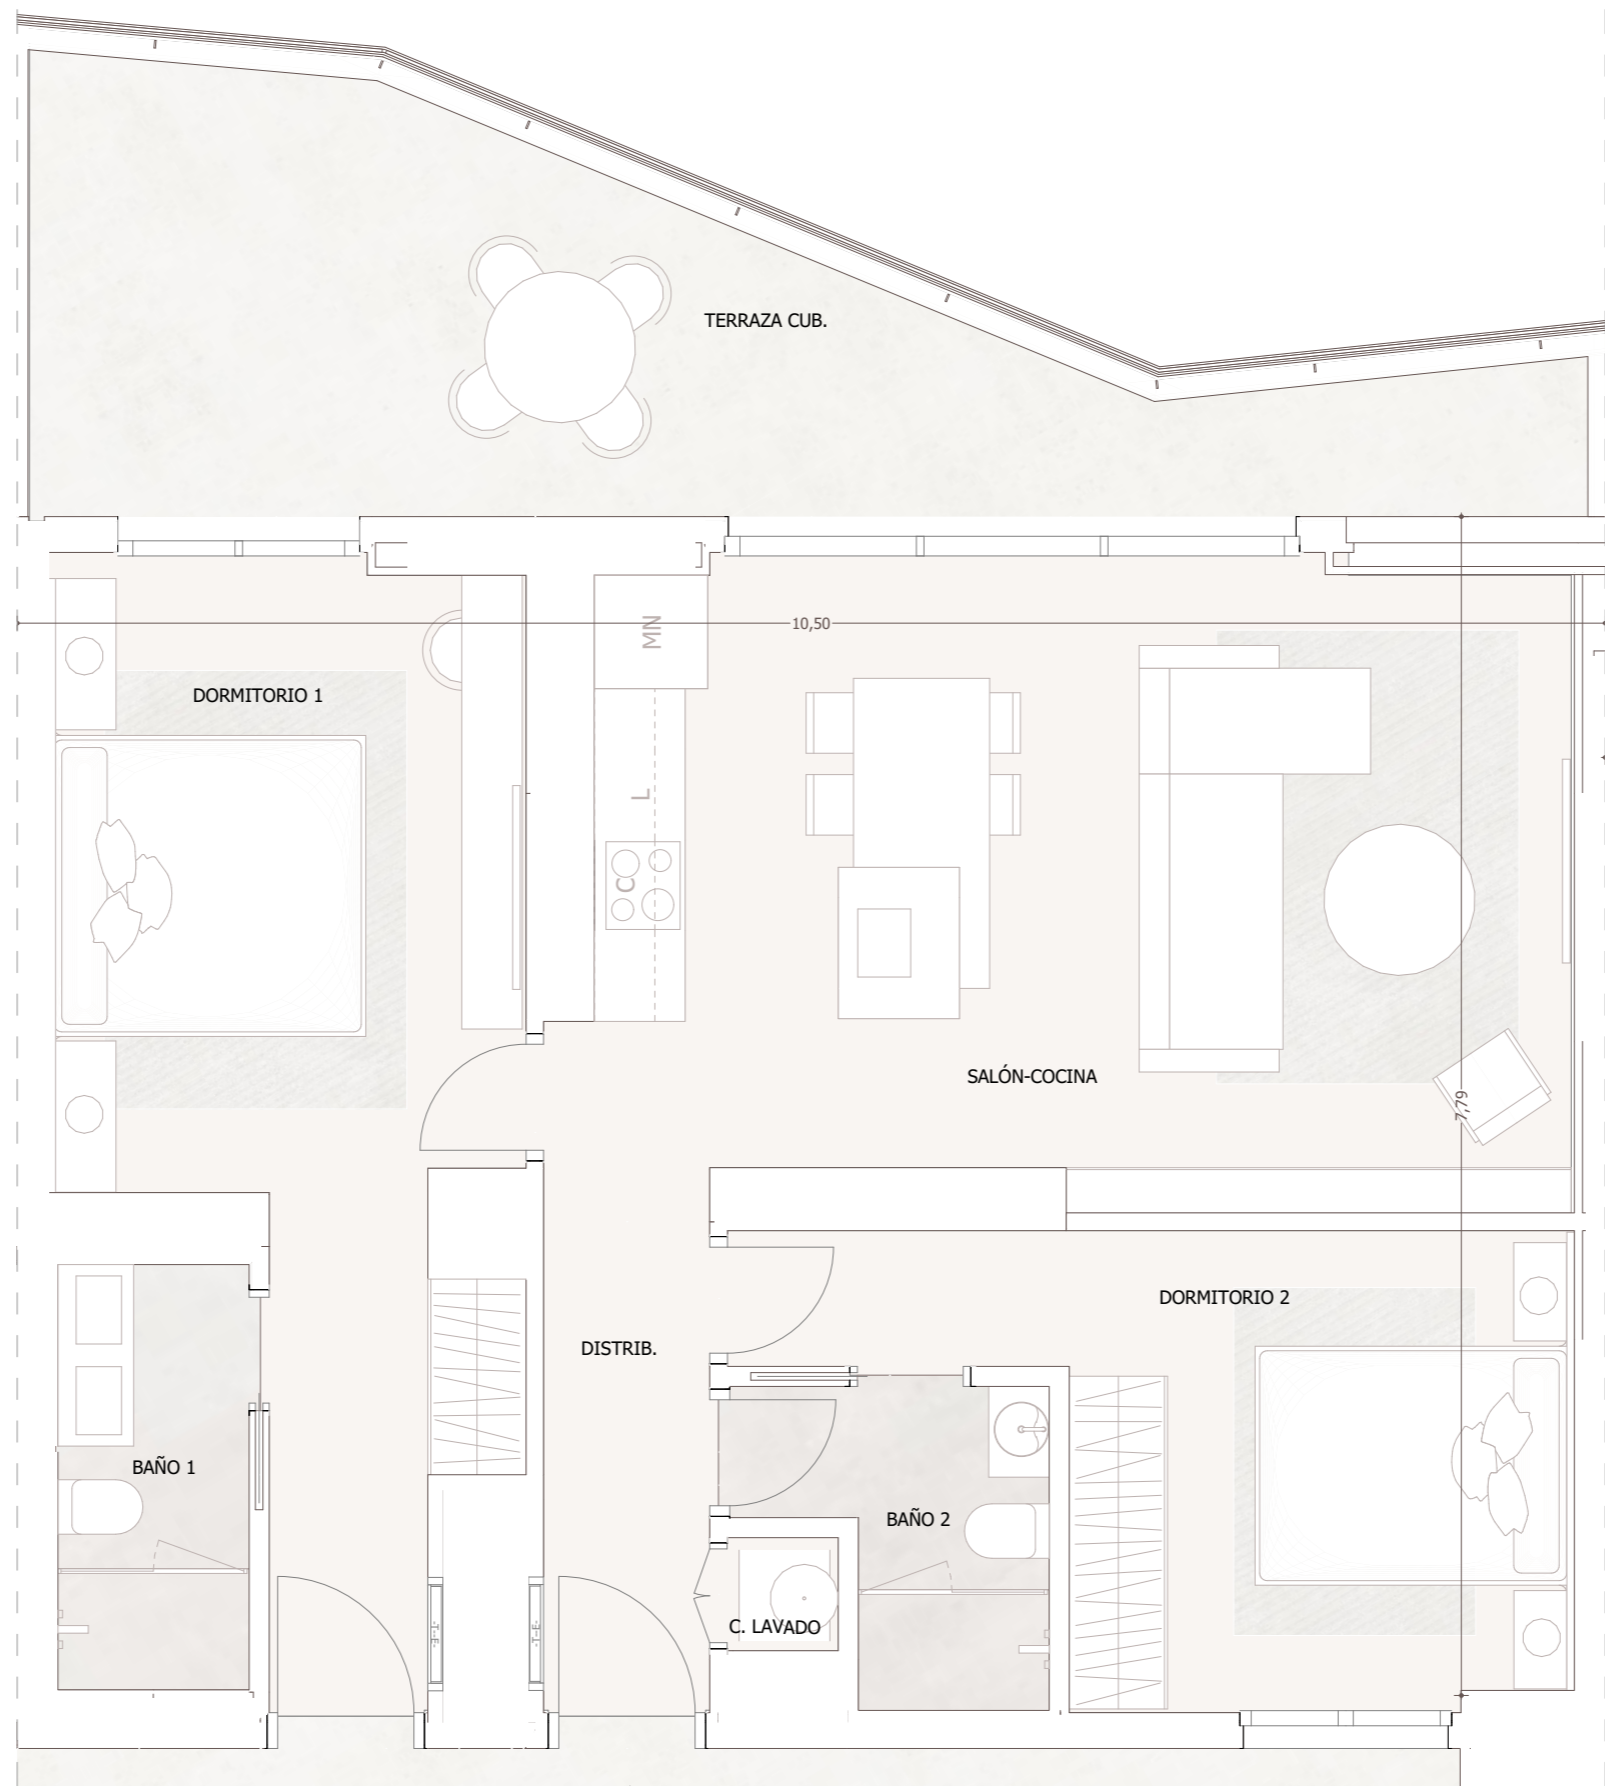 TERRAZA CUB.
10,50
MN
DORMITORIO 1
L
C
SALÓN-COCINA
7,79
DORMITORIO 2
DISTRIB.
BAÑO 1
BAÑO 2
C. LAVADO
-T-E-
-T-E-